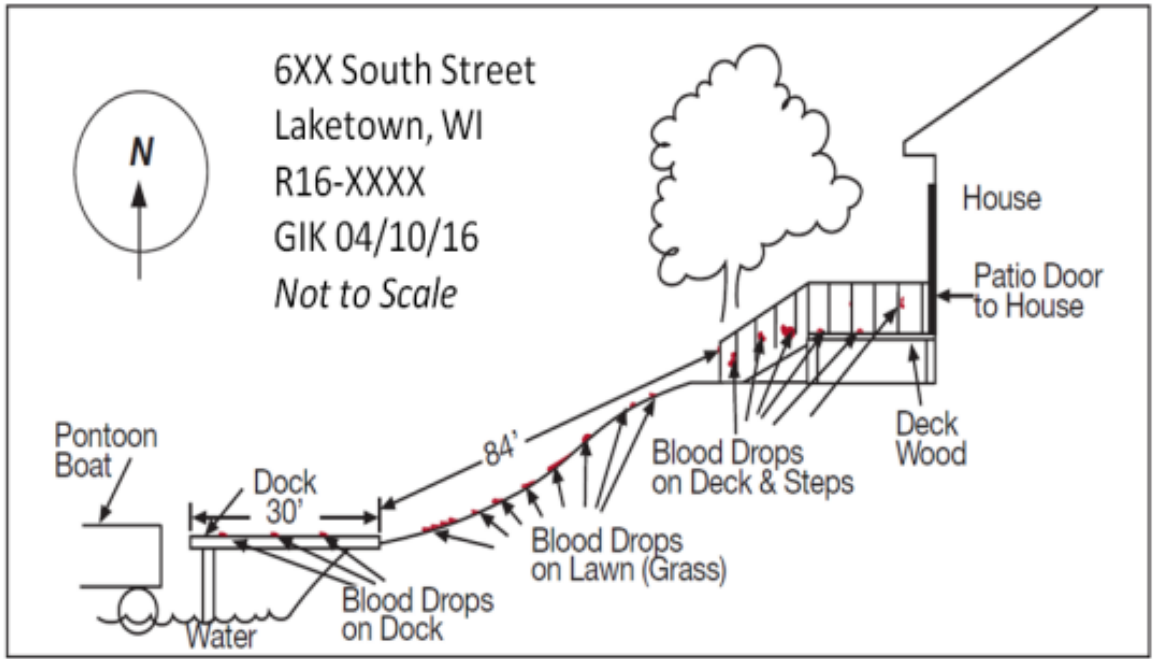 6XX South Street
Laketown, WI
R16-XXXX
GIK 04/10/16
Not to Scale
N
House
Patio Door
to House
Deck
Wood
Blood Drops
on Deck & Steps
84'
Pontoon
Boat
Dock
30'
Blood Drops
on Lawn (Grass)
Blood Drops
on Dock
Water